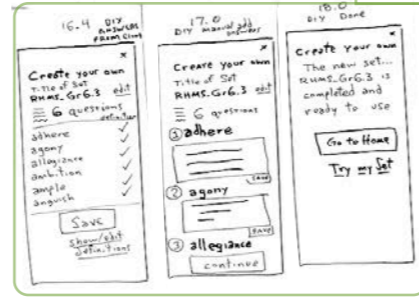 16.4 DIY
ANSWERS
FROM
x
Create your own
Title of Set
RHMS_Gr6.3 edit
6 questions
definition
adhere
agony
allegiance
ambition
ample
anguish
Save
show/edit
definitions
17.0
DIY manual add
answers
x
Create your own
Title of Set
RHMS_Gr6.3 edit
6 questions
1 adhere
save
2 agony
save
3 allegiance
continue
18.0
DIY Done
x
Create your own
The new set...
RHMS_Gr6.3 is
completed and
ready to use
Go to Home
Try my Set